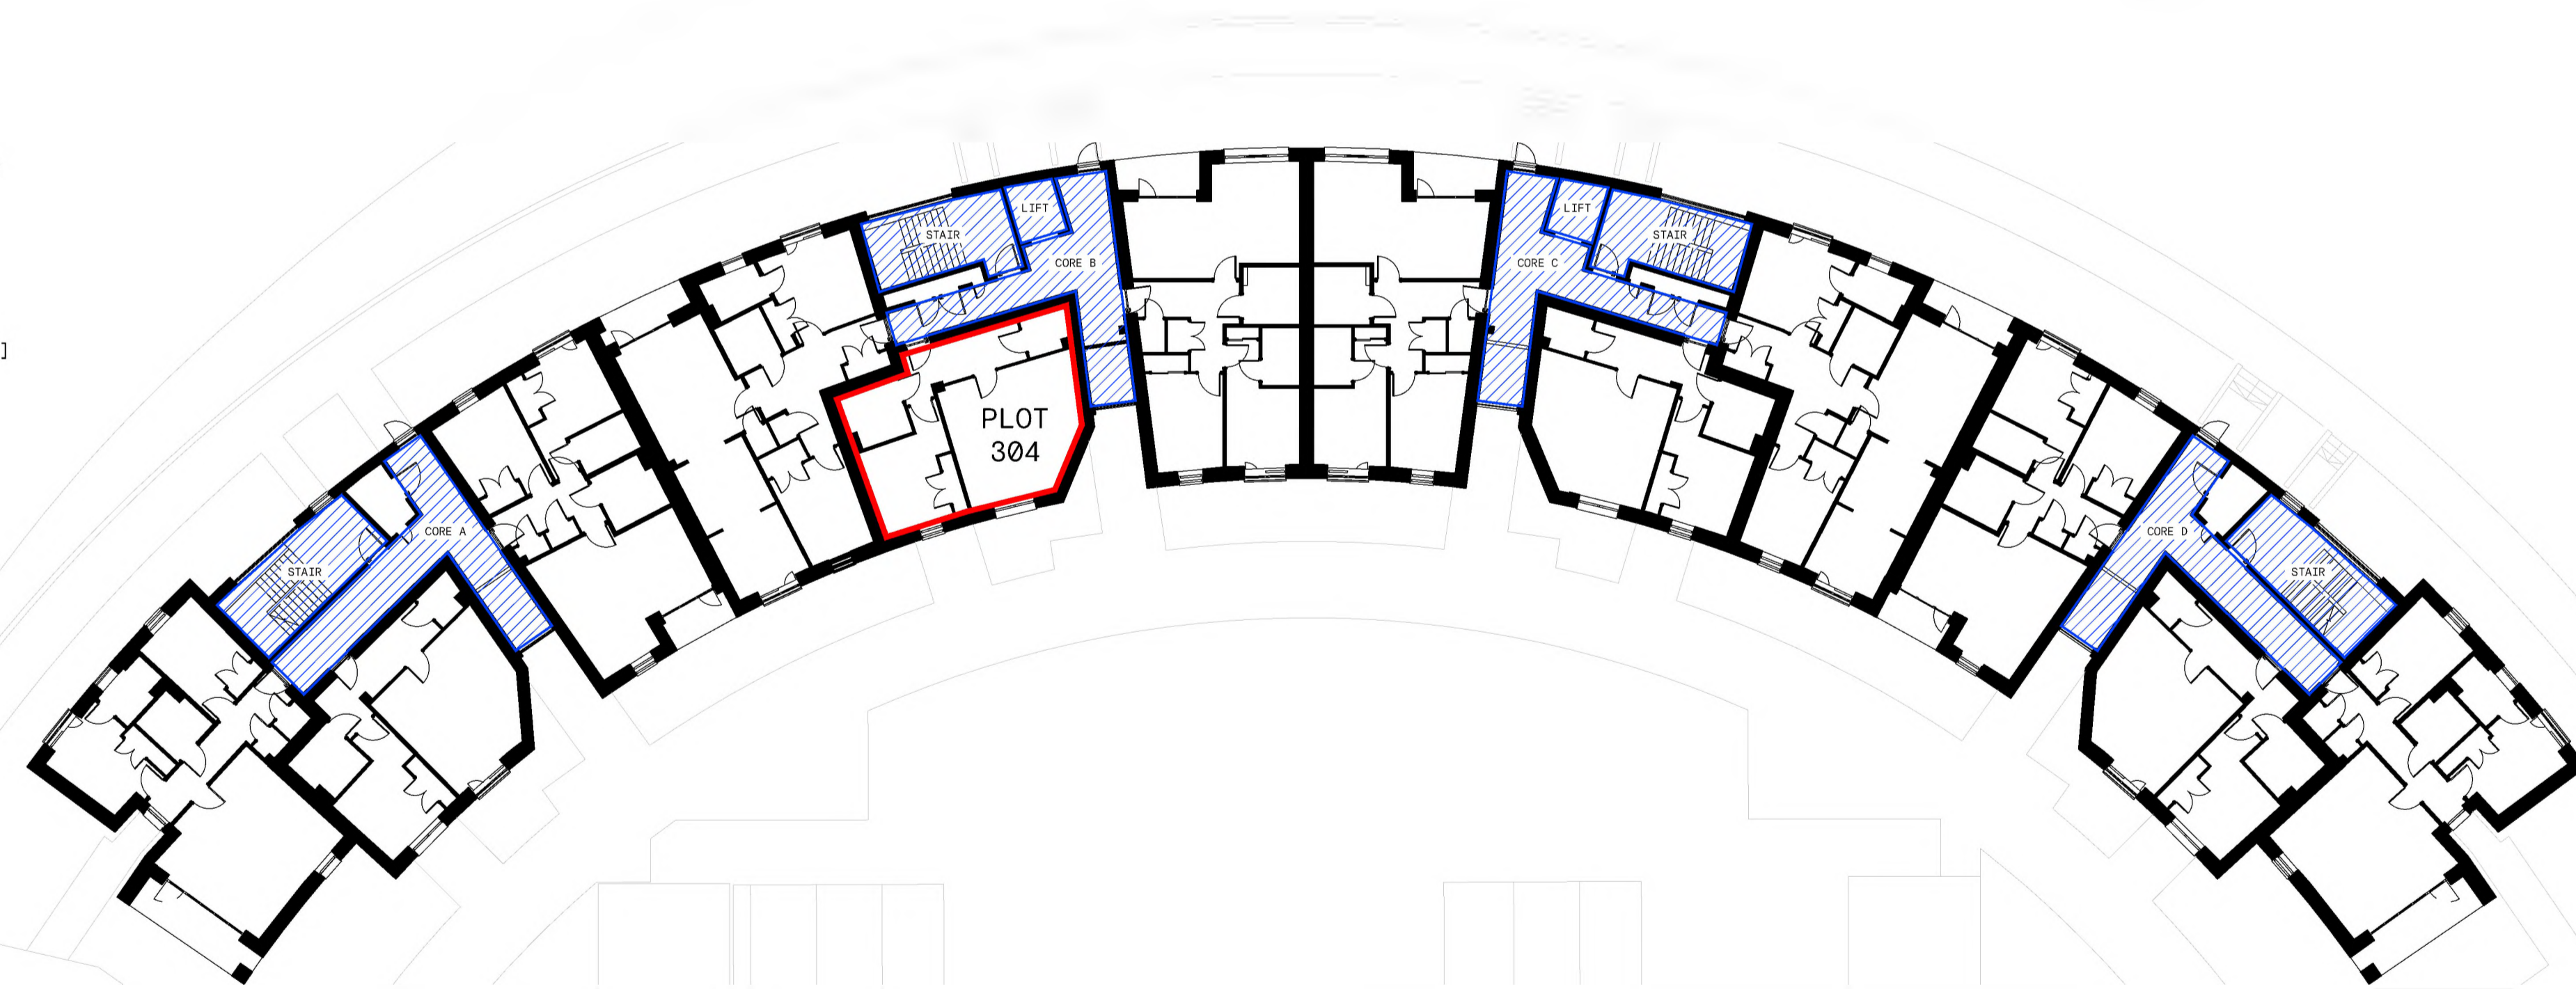 LIFT
STAIR
CORE B
LIFT
STAIR
CORE C
]
PLOT
304
CORE A
STAIR
CORE D
STAIR